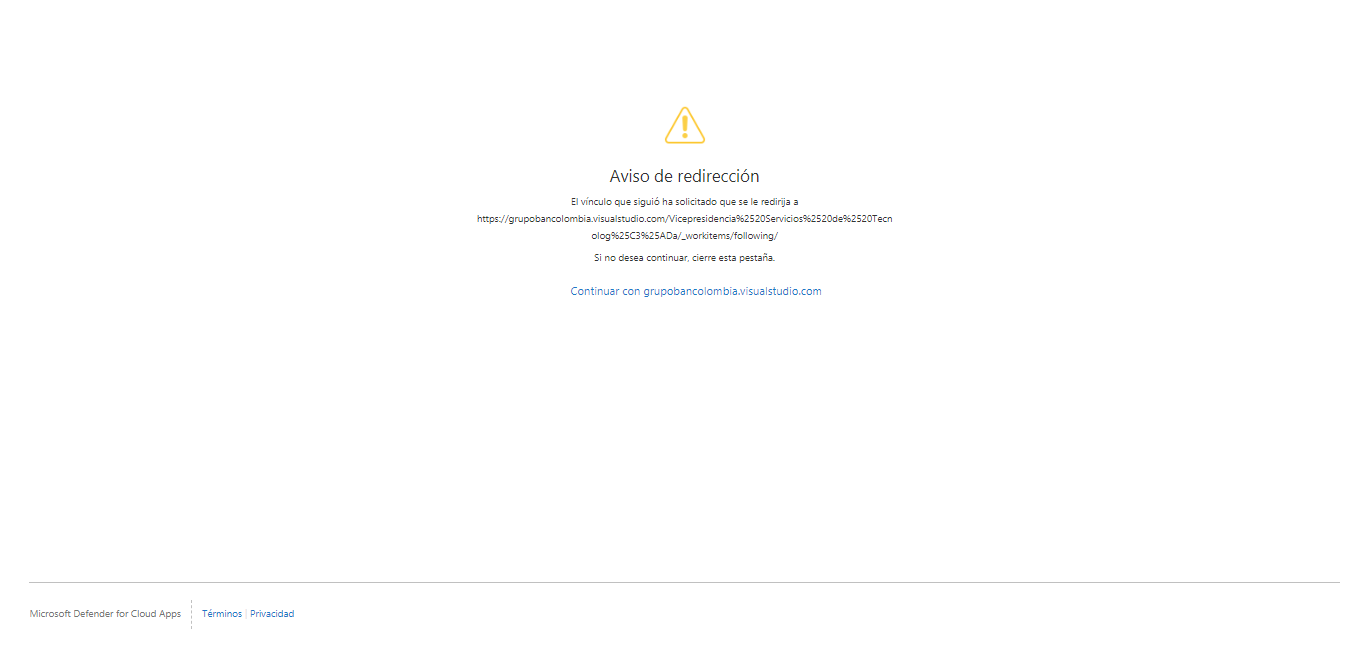 Aviso de redirección
El vínculo que siguió ha solicitado que se le redirija a
https://grupobancolombia.visualstudio.com/Vicepresidencia%2520Servicios%2520de%2520Tecn
olog%25C3%25ADa/_workitems/following/
Si no desea continuar, cierre esta pestaña.
Continuar con grupobancolombia.visualstudio.com
Microsoft Defender for Cloud Apps Términos | Privacidad